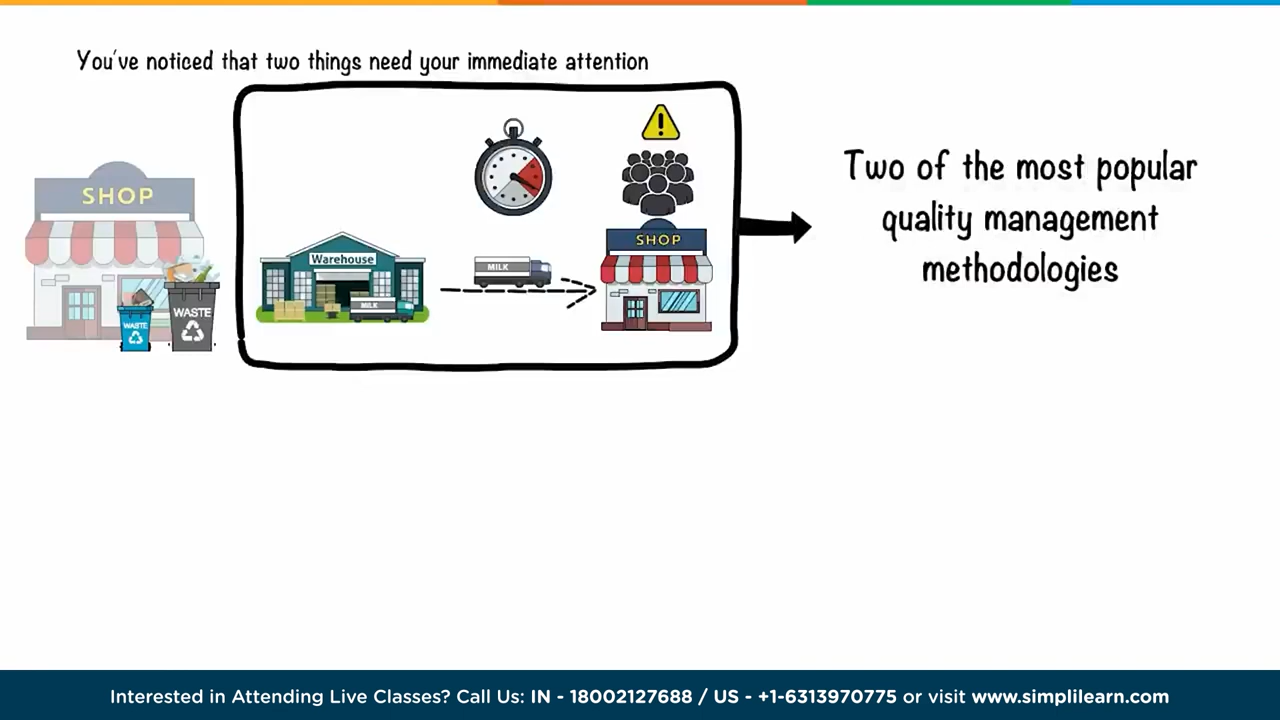 You've noticed that two things need your immediate attention
SHOP
WASTE
WASTE
Warehouse
MILK
MILK
SHOP
Two of the most popular
quality management
methodologies
Interested in Attending Live Classes? Call Us: IN - 18002127688 / US - +1-6313970775 or visit www.simplilearn.com